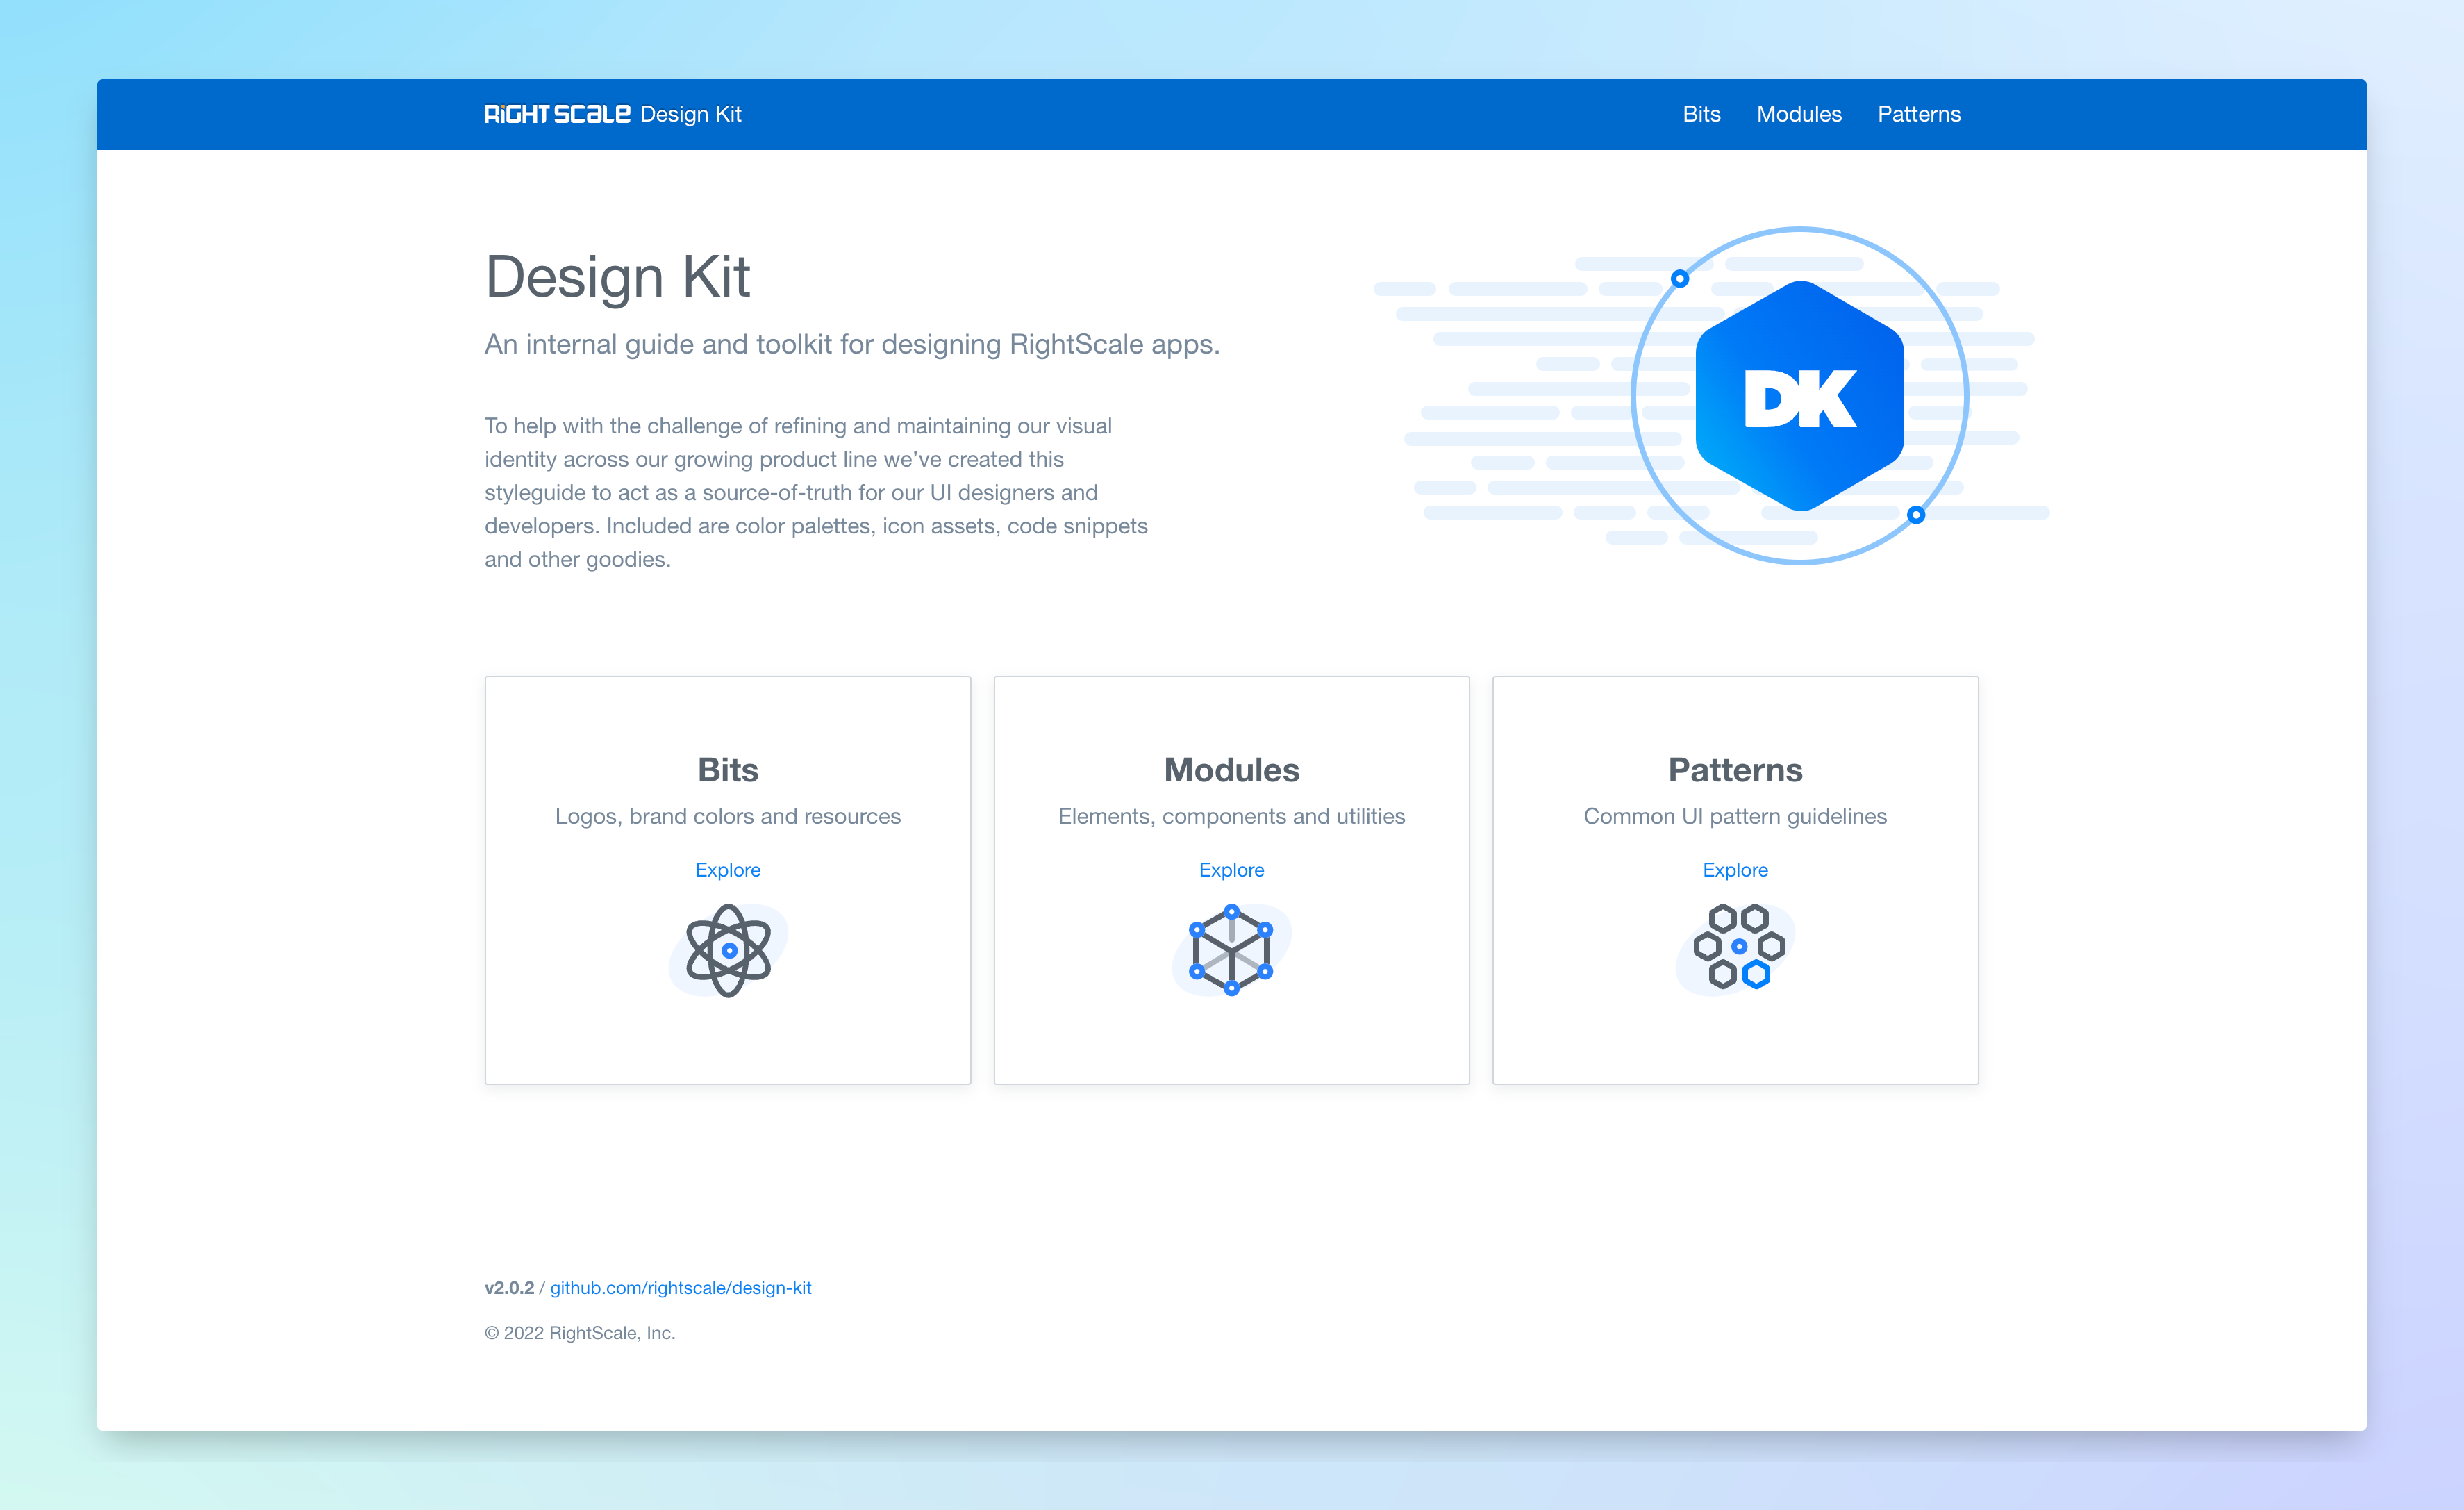 RiGHT SCaLe Design Kit
Bits Modules Patterns
Design Kit
An internal guide and toolkit for designing RightScale apps.
To help with the challenge of refining and maintaining our visual
identity across our growing product line we’ve created this
styleguide to act as a source-of-truth for our UI designers and
developers. Included are color palettes, icon assets, code snippets
and other goodies.
DK
Bits
Logos, brand colors and resources
Explore
Modules
Elements, components and utilities
Explore
Patterns
Common UI pattern guidelines
Explore
v2.0.2 / github.com/rightscale/design-kit
© 2022 RightScale, Inc.